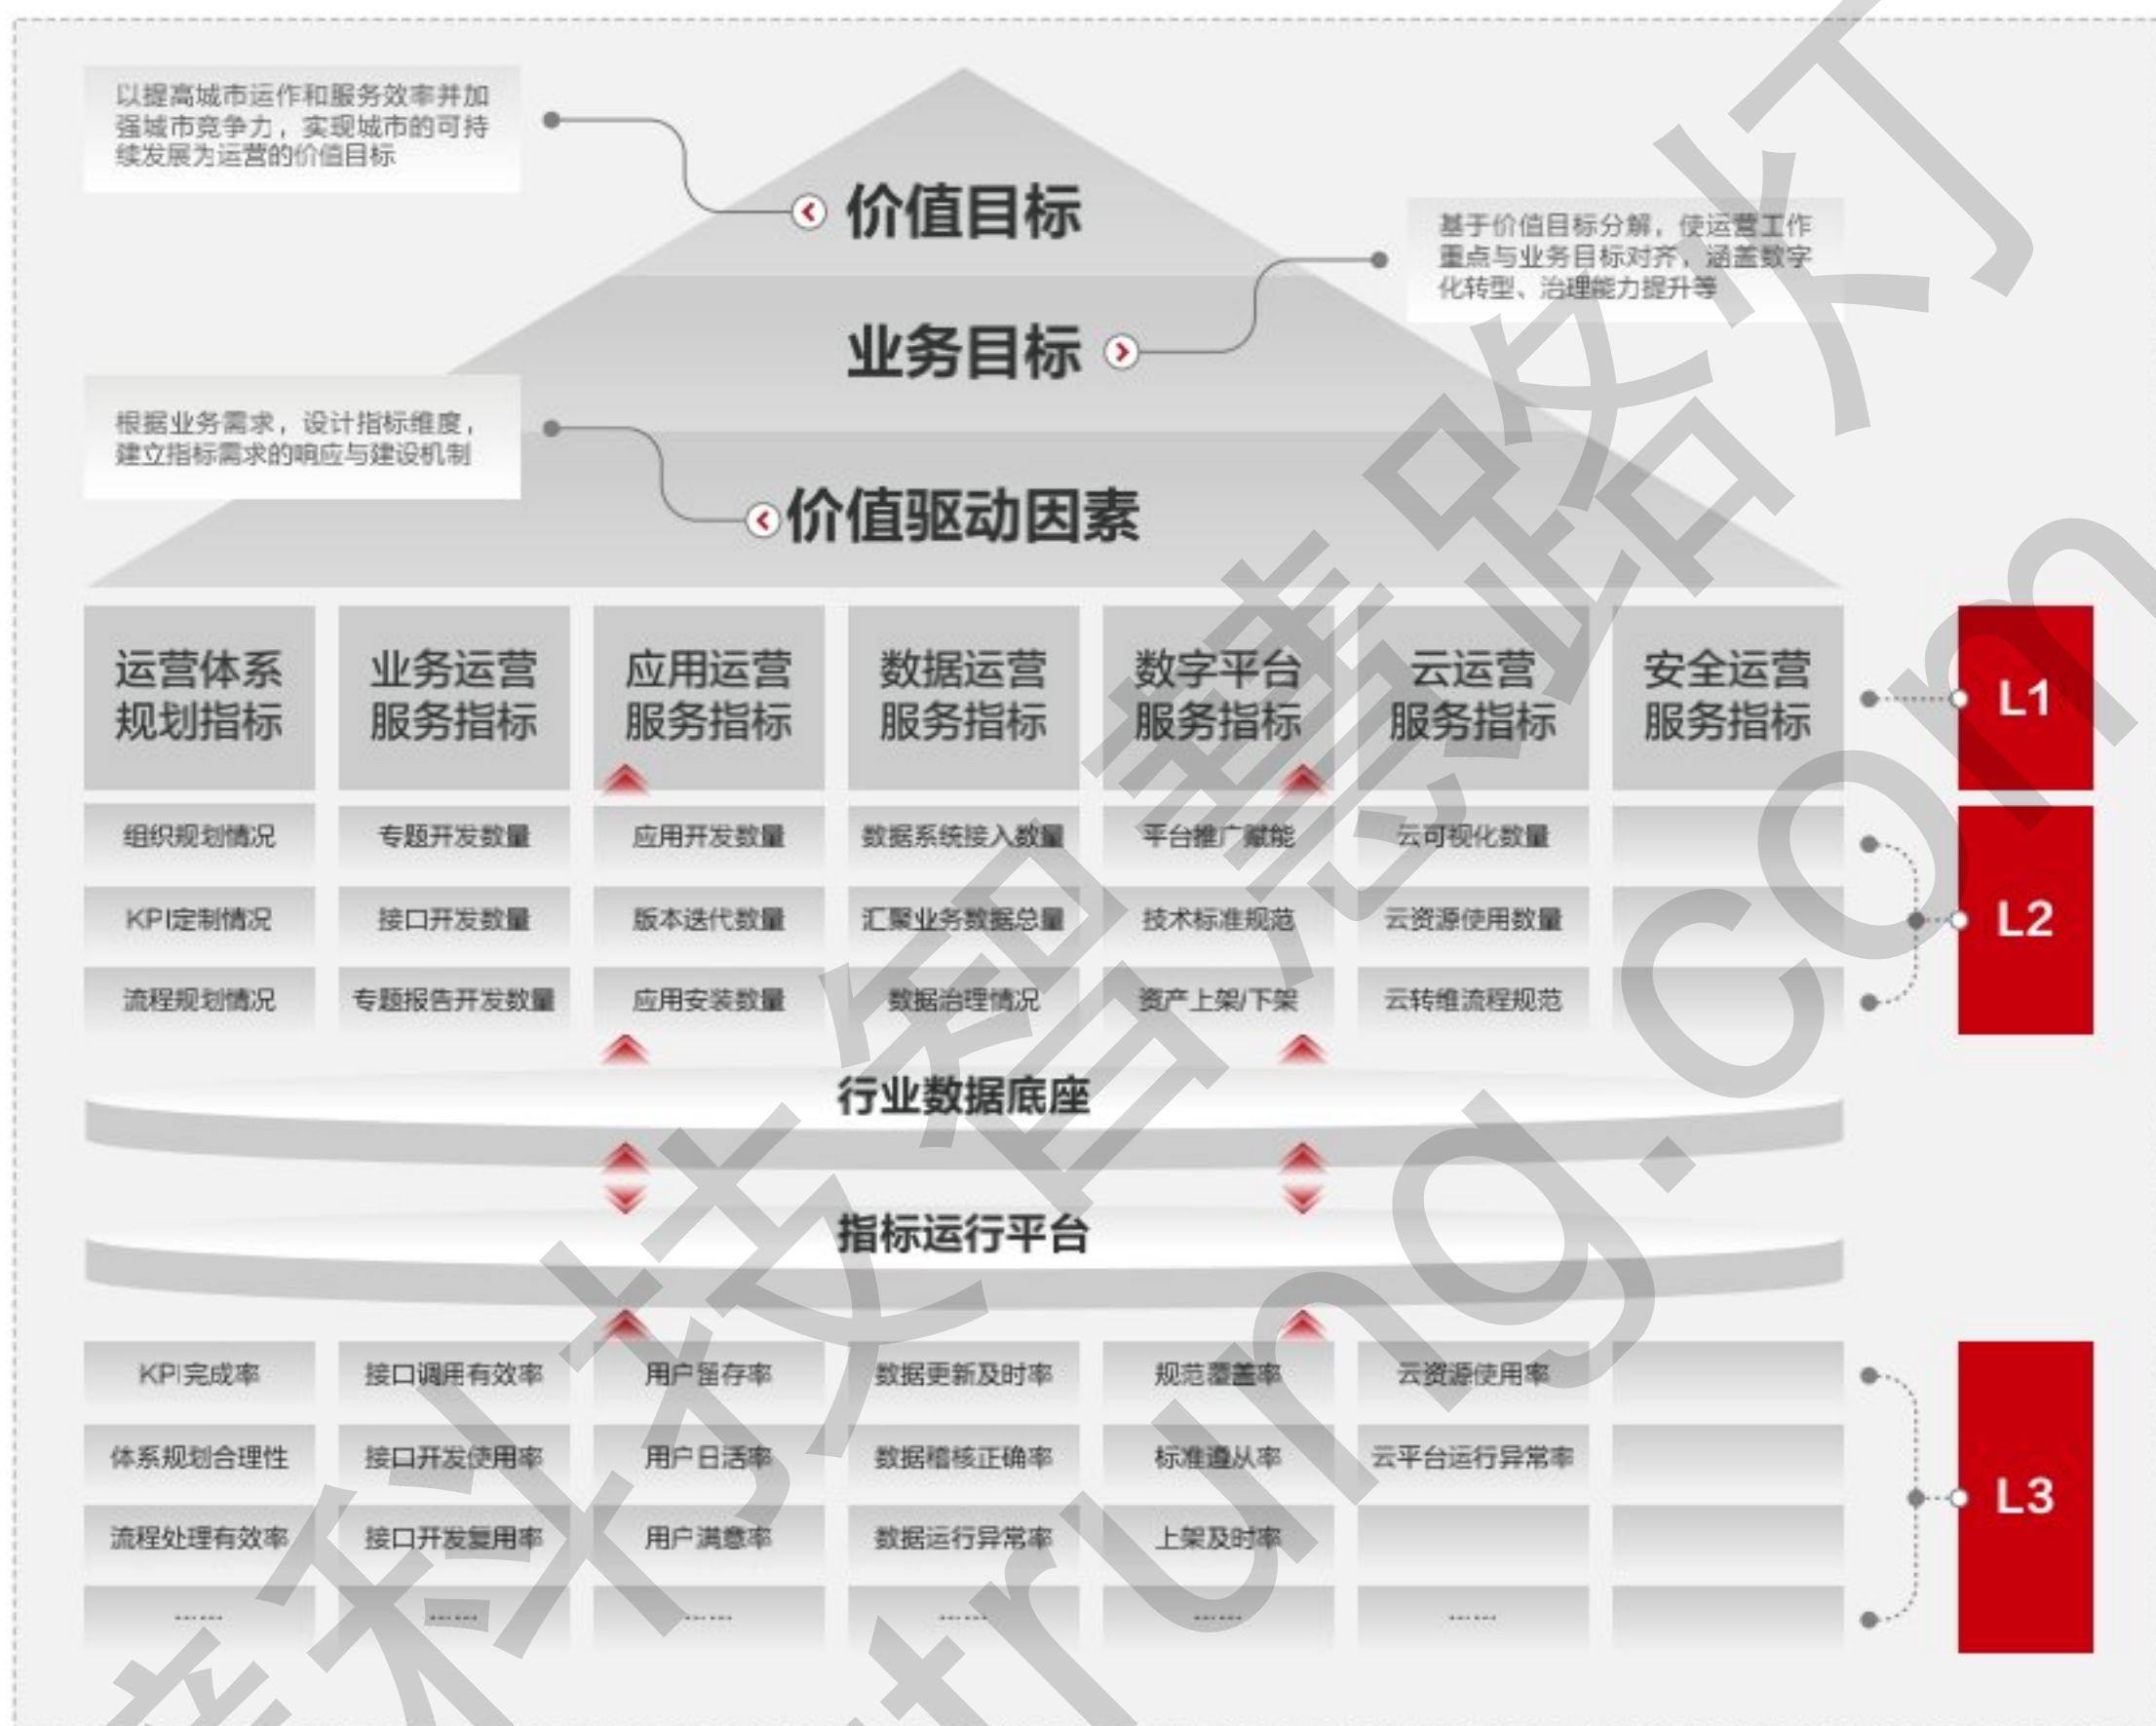 以提高城市运作和服务效率并加
强城市竞争力，实现城市的可持
续发展为运营的价值目标
价值目标
基于价值目标分解，使运营工作
重点与业务目标对齐，涵盖数字
化转型、治理能力提升等
业务目标
根据业务需求，设计指标维度，
建立指标需求的响应与建设机制
价值驱动因素
运营体系
规划指标
业务运营
服务指标
应用运营
服务指标
数据运营
服务指标
数字平台
服务指标
云运营
服务指标
安全运营
服务指标
L1
组织规划情况
专题开发数量
应用开发数量
数据系统接入数量
平台推广赋能
云可视化数量
KPI定制情况
接口开发数量
版本迭代数量
汇聚业务数据总量
技术标准规范
云资源使用数量
L2
流程规划情况
专题报告开发数量
应用安装数量
数据治理情况
资产上架/下架
云转维流程规范
行业数据底座
指标运行平台
KPI完成率
接口调用有效率
用户留存率
数据更新及时率
规范覆盖率
云资源使用率
体系规划合理性
接口开发使用率
用户日活率
数据稽核正确率
标准遵从率
云平台运行异常率
L3
流程处理有效率
接口开发复用率
用户满意率
数据运行异常率
上架及时率
……
……
……
……
……
……
科技智慧路灯
trung.com